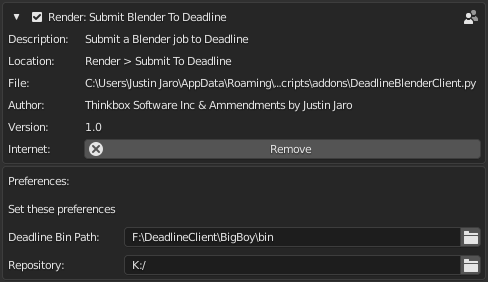 Render: Submit Blender To Deadline
Description: Submit a Blender job to Deadline
Location: Render > Submit To Deadline
File: C:\Users\Justin Jaro\AppData\Roaming\...cripts\addons\DeadlineBlenderClient.py
Author: Thinkbox Software Inc & Ammendments by Justin Jaro
Version: 1.0
Internet: Remove
Preferences:
Set these preferences
Deadline Bin Path: F:\DeadlineClient\BigBoy\bin
Repository: K:/